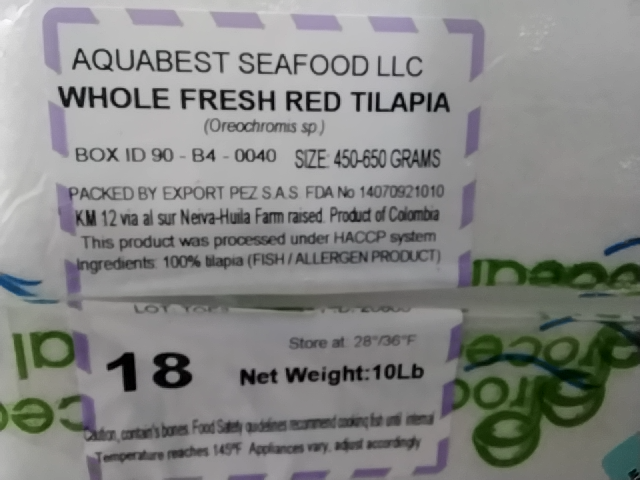 AQUABEST SEAFOOD LLC
WHOLE FRESH RED TILAPIA
(Oreochromis sp.)
BOX ID 90 - B4 - 0040 SIZE: 450-650 GRAMS
PACKED BY EXPORT PEZ S.A.S FDA No 14070921010
KM 12 via al sur Neiva-Huila Farm raised. Product of Colombia
This product was processed under HACCP system
Ingredients: 100% tilapia (FISH / ALLERGEN PRODUCT)
LOT
Store at 28°/36°F
18
Net Weight:10Lb
Caution, contain's bones. Food Safety guidelines recommend cooking fish until internal
Temperature reaches 145°F Appliances vary, adjust accordingly